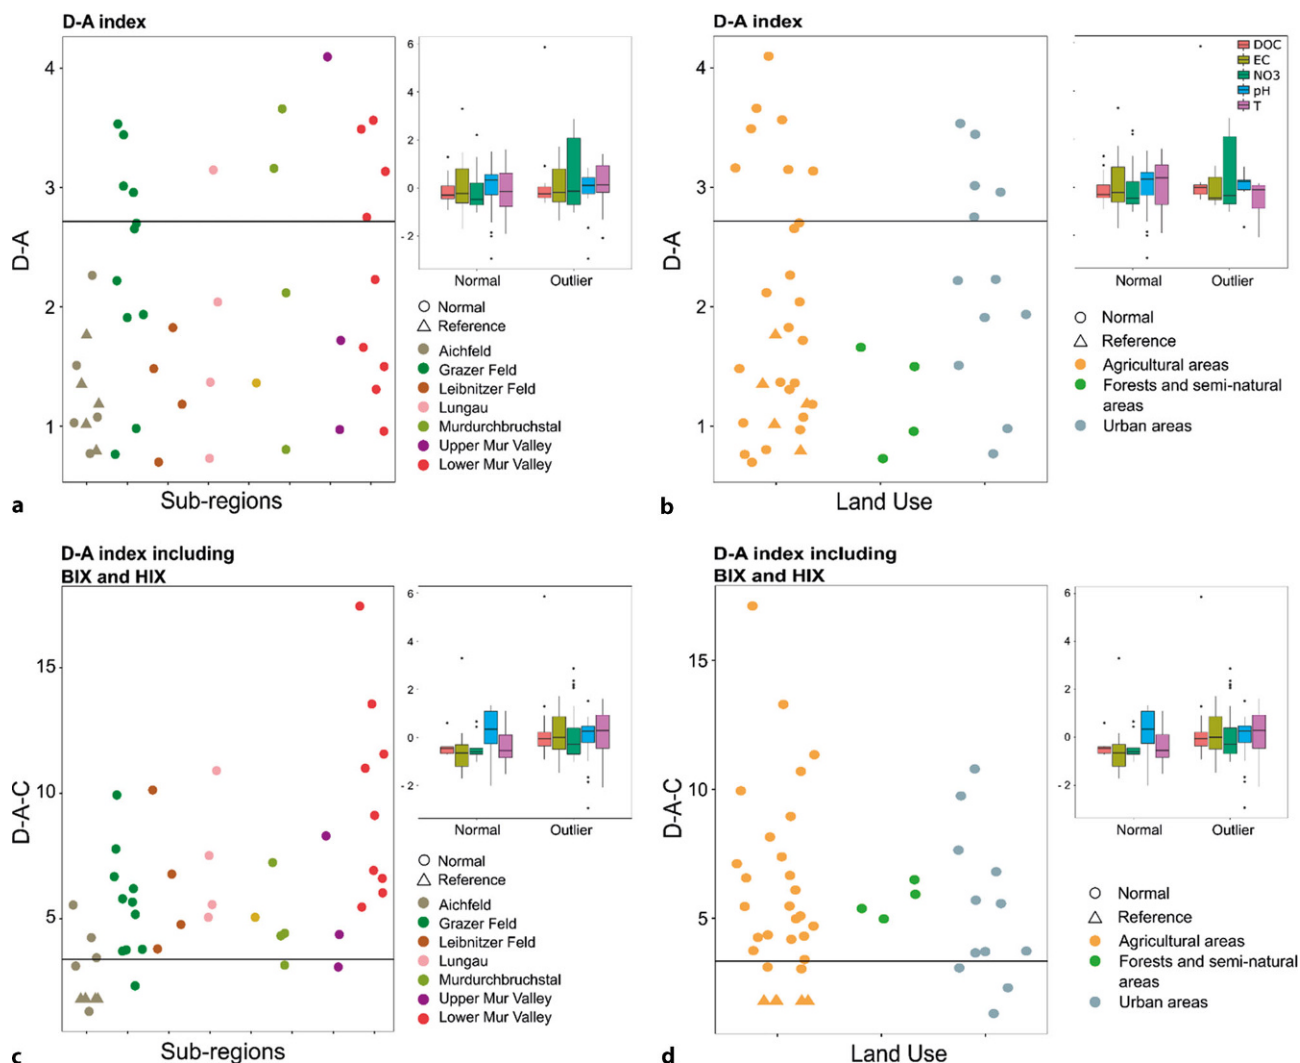 D-A index
4
3
2
1
D-A
Sub-regions
a
6
4
2
0
-2
Normal
Outlier
Normal
Reference
Aichfeld
Grazer Feld
Leibnitzer Feld
Lungau
Murdurchbruchstal
Upper Mur Valley
Lower Mur Valley
D-A index
4
3
2
1
D-A
Land Use
b
DOC
EC
NO3
pH
T
Normal
Outlier
Normal
Reference
Agricultural areas
Forests and semi-natural
areas
Urban areas
D-A index including
BIX and HIX
15
10
5
D-A-C
Sub-regions
c
6
4
2
0
-2
Normal
Outlier
Normal
Reference
Aichfeld
Grazer Feld
Leibnitzer Feld
Lungau
Murdurchbruchstal
Upper Mur Valley
Lower Mur Valley
D-A index including
BIX and HIX
15
10
5
D-A-C
Land Use
d
6
4
2
0
-2
Normal
Outlier
Normal
Reference
Agricultural areas
Forests and semi-natural
areas
Urban areas